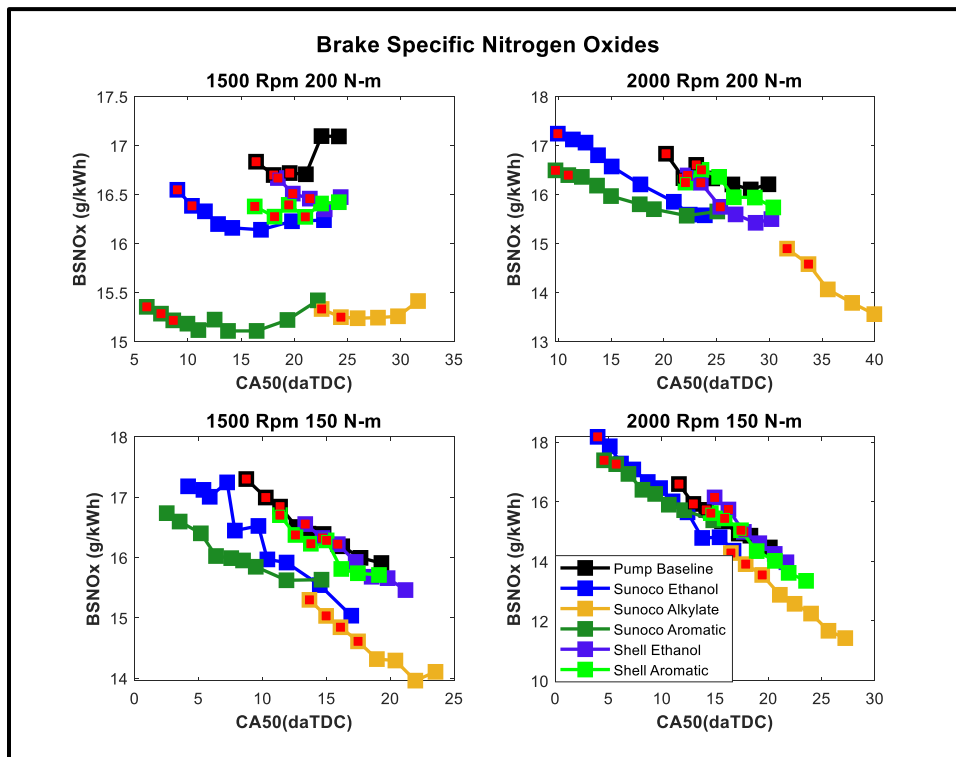 Brake Specific Nitrogen Oxides
1500 Rpm 200 N-m
17.5
17
16.5
16
15.5
15
BSNOx (g/kWh)
5 10 15 20 25 30 35
CA50(daTDC)
2000 Rpm 200 N-m
18
17
16
15
14
13
BSNOx (g/kWh)
10 15 20 25 30 35 40
CA50(daTDC)
1500 Rpm 150 N-m
18
17
16
15
14
BSNOx (g/kWh)
0 5 10 15 20 25
CA50(daTDC)
2000 Rpm 150 N-m
18
16
14
12
10
BSNOx (g/kWh)
0 5 10 15 20 25 30
CA50(daTDC)
Pump Baseline
Sunoco Ethanol
Sunoco Alkylate
Sunoco Aromatic
Shell Ethanol
Shell Aromatic